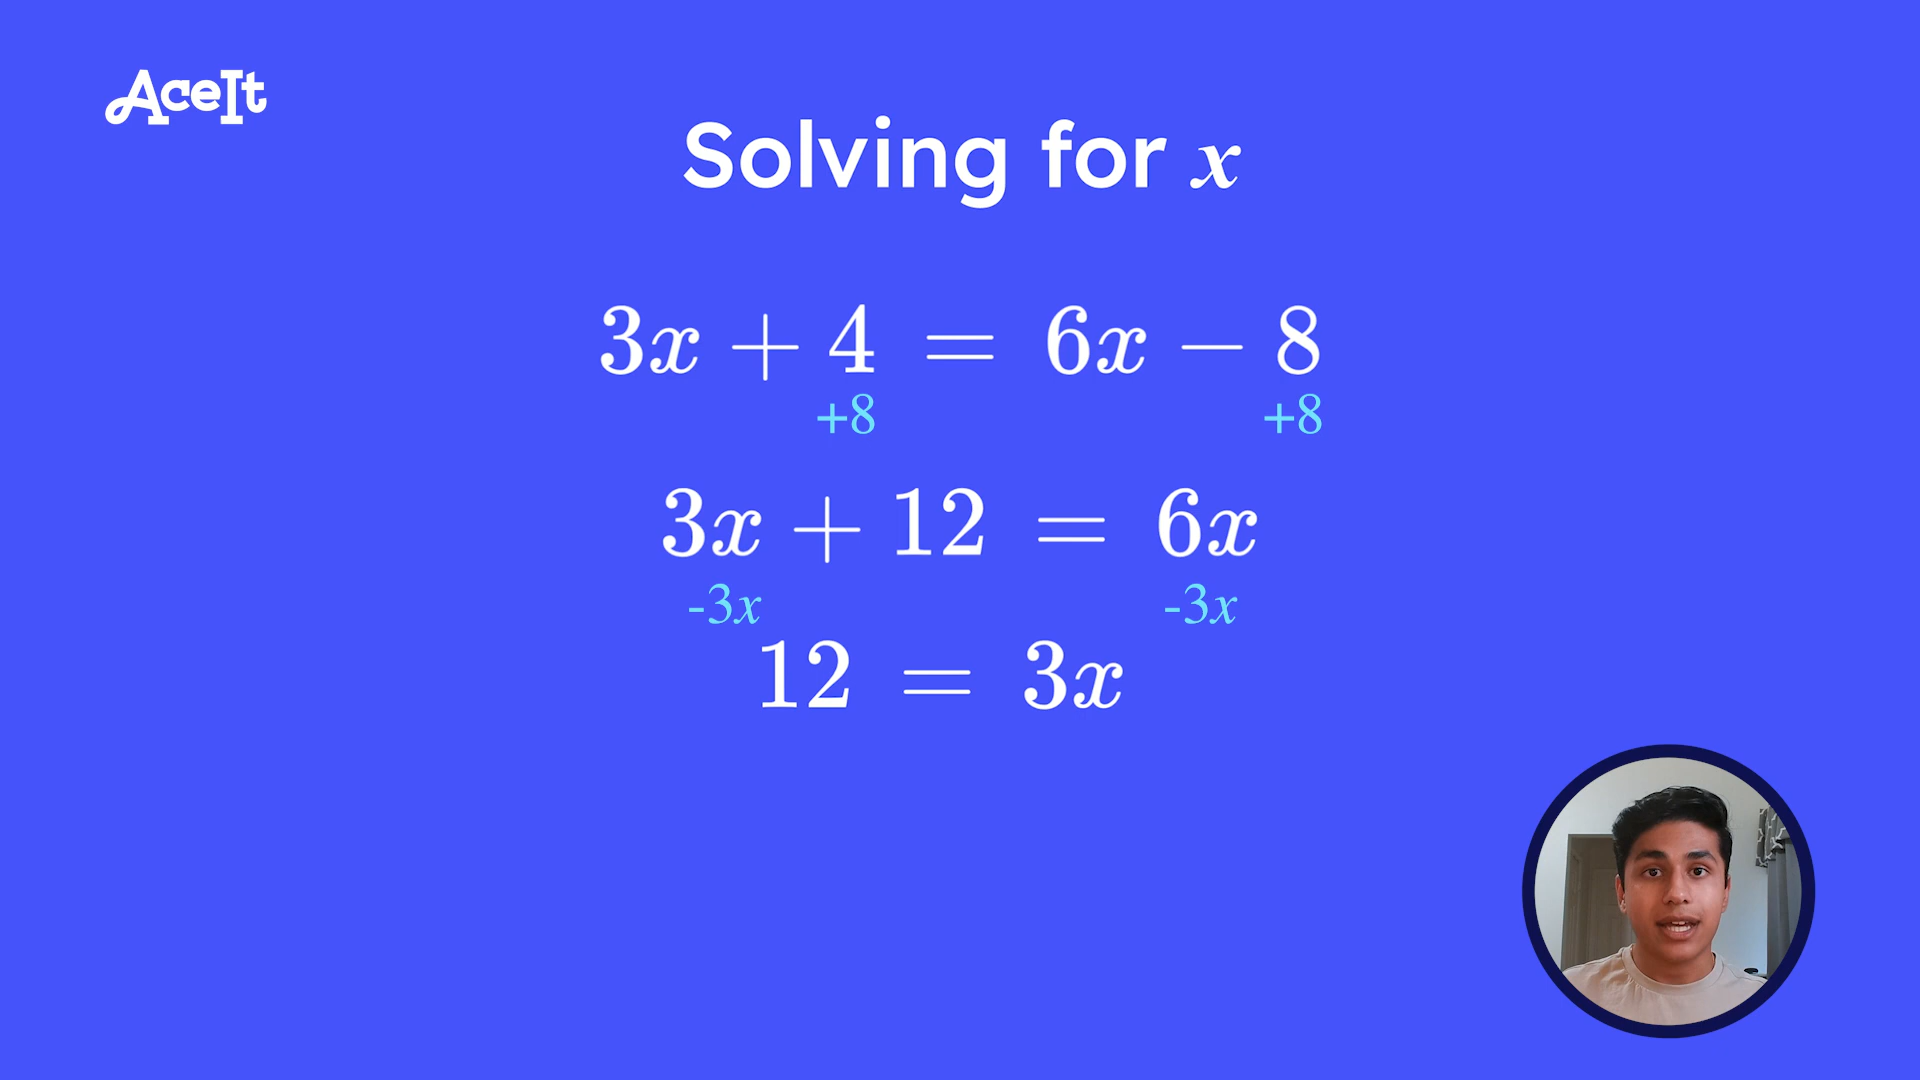 AceIt
Solving for x
3x + 4 = 6x − 8
+8 +8
3x + 12 = 6x
-3x -3x
12 = 3x